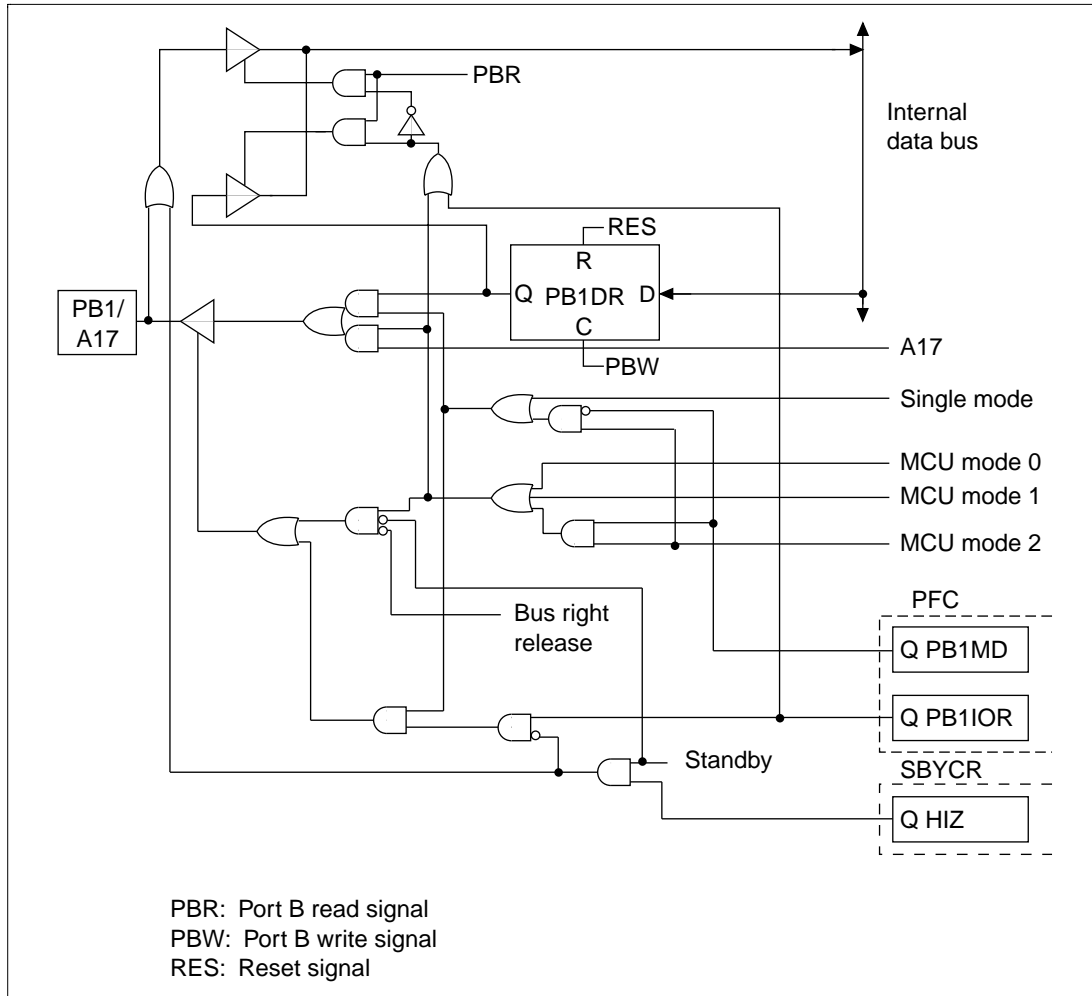 PBR
Internal
data bus
RES
R
Q PB1DR D
C
PB1/
A17
PBW
A17
Single mode
MCU mode 0
MCU mode 1
MCU mode 2
Bus right
release
PFC
Q PB1MD
Q PB1IOR
Standby
SBYCR
Q HIZ
PBR: Port B read signal
PBW: Port B write signal
RES: Reset signal